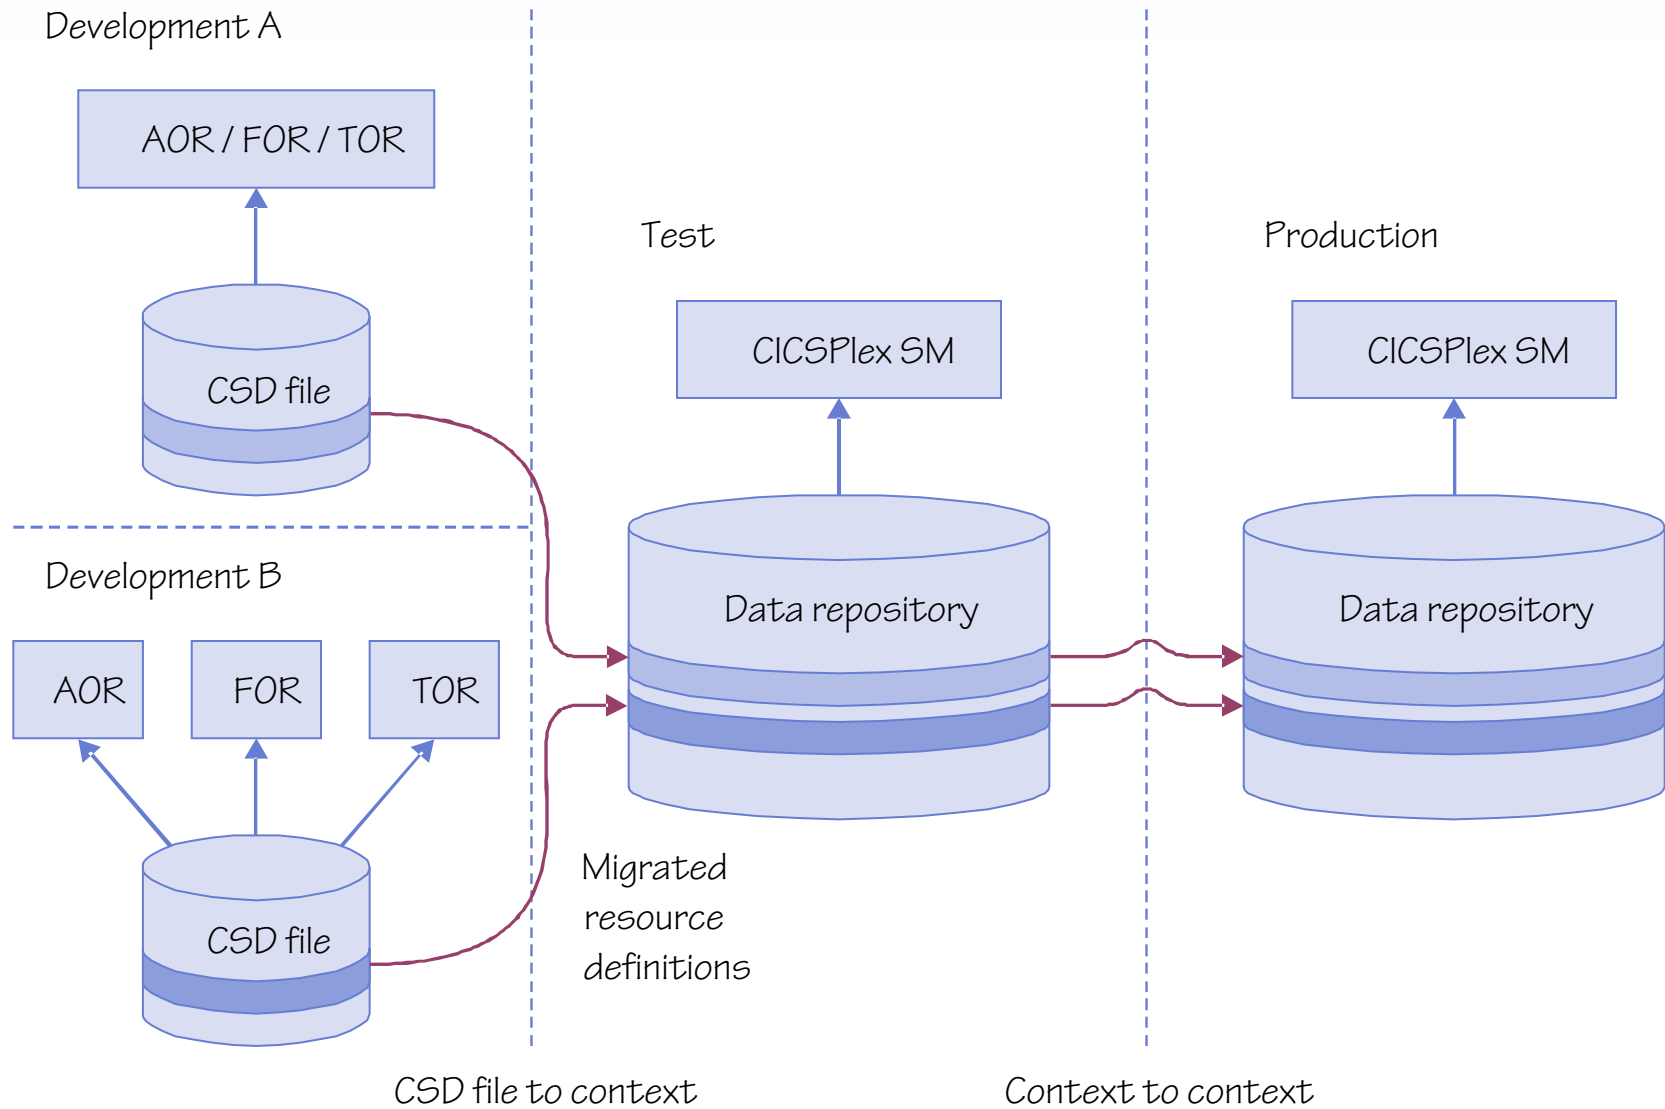 Development A
AOR / FOR / TOR
CSD file
Development B
AOR
FOR
TOR
CSD file
Test
CICSPlex SM
Data repository
Migrated
resource
definitions
Production
CICSPlex SM
Data repository
CSD file to context
Context to context